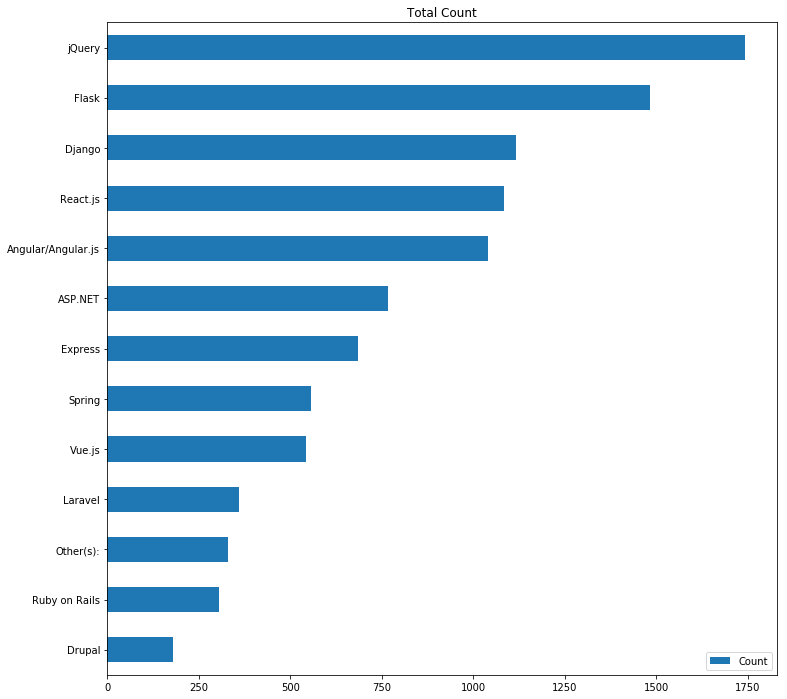 Total Count
jQuery
Flask
Django
React.js
Angular/Angular.js
ASP.NET
Express
Spring
Vue.js
Laravel
Other(s):
Ruby on Rails
Drupal
Count
0 250 500 750 1000 1250 1500 1750